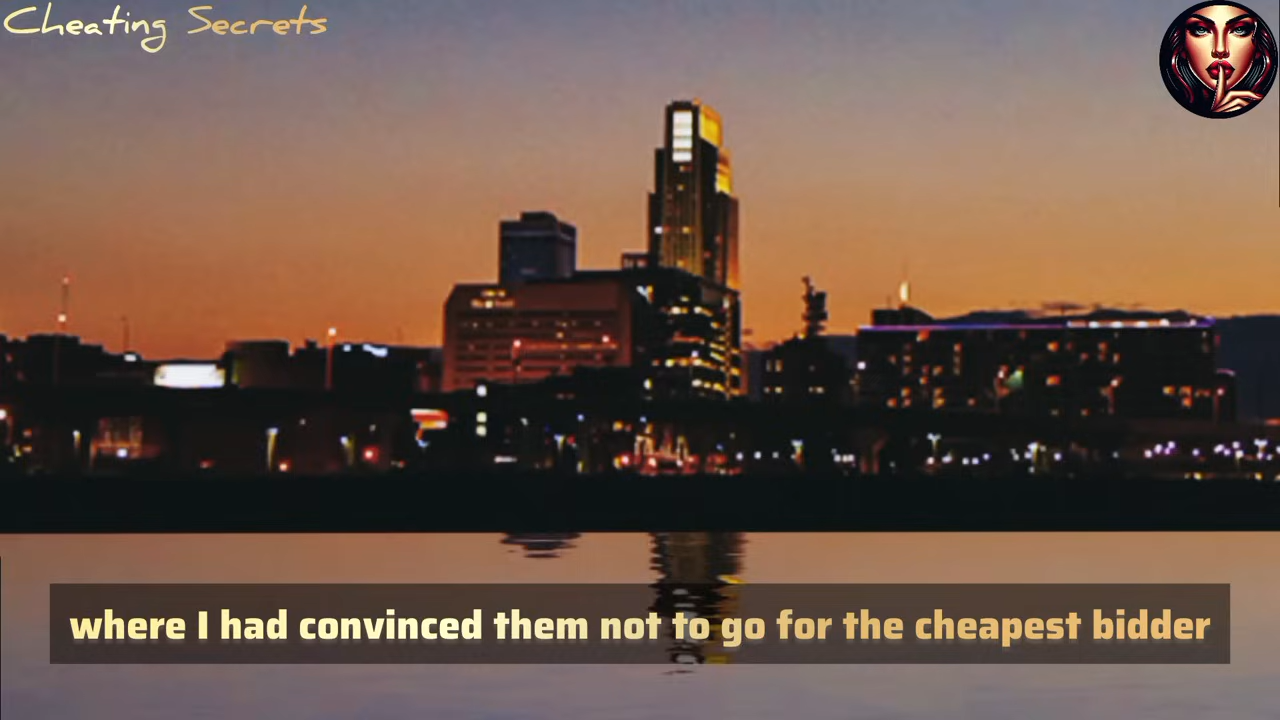 Cheating Secrets
where I had convinced them not to go for the cheapest bidder